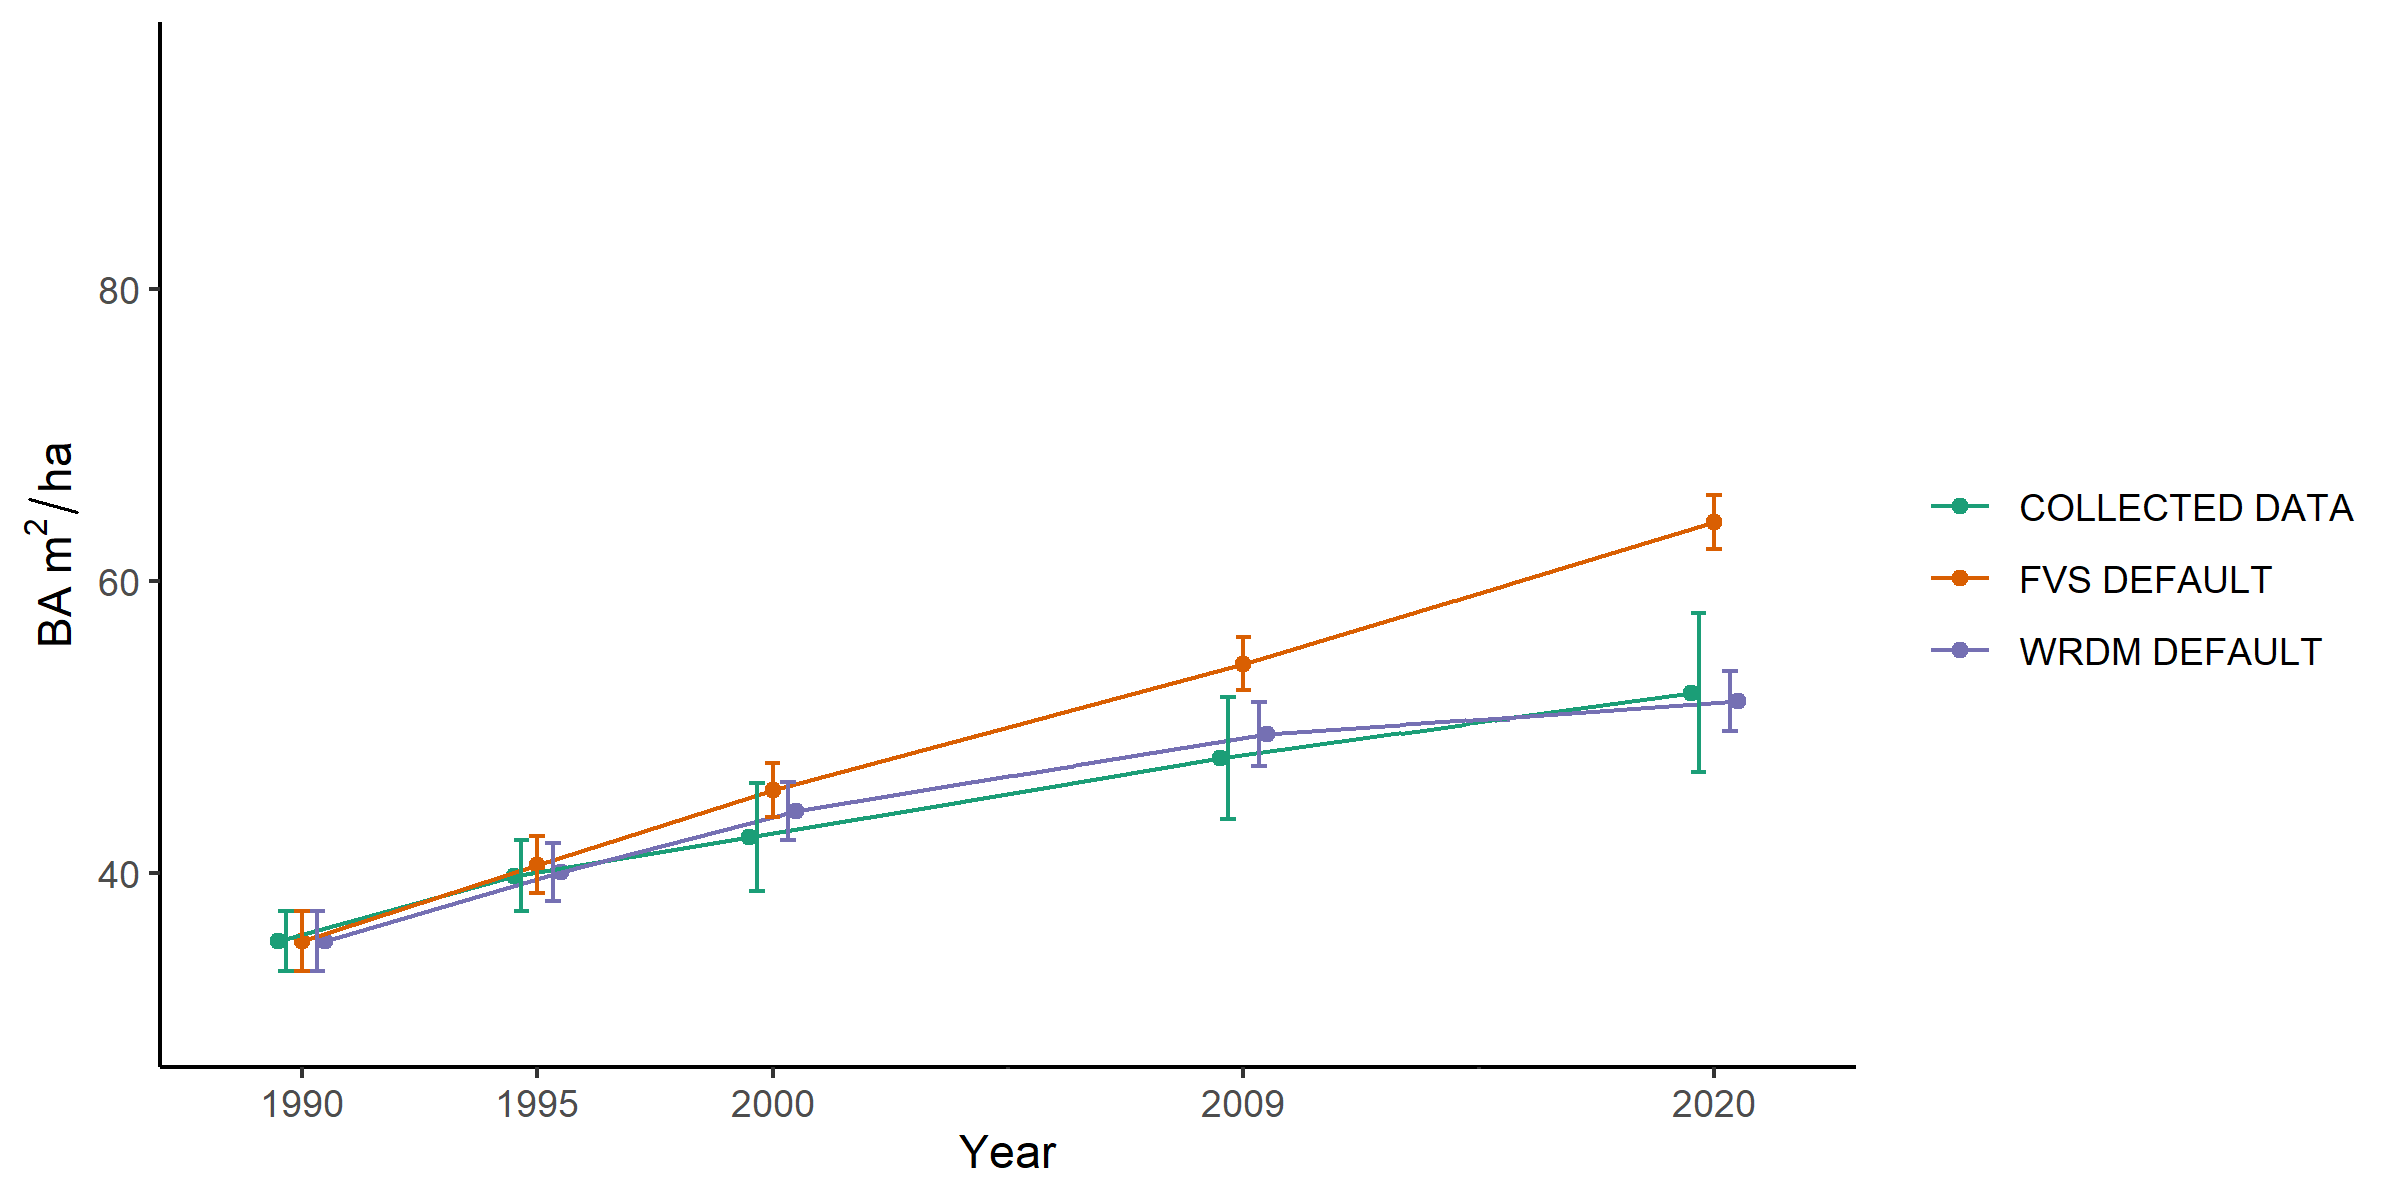 BA m²/ha
80
60
40
1990 1995 2000 2009 2020
Year
COLLECTED DATA
FVS DEFAULT
WRDM DEFAULT